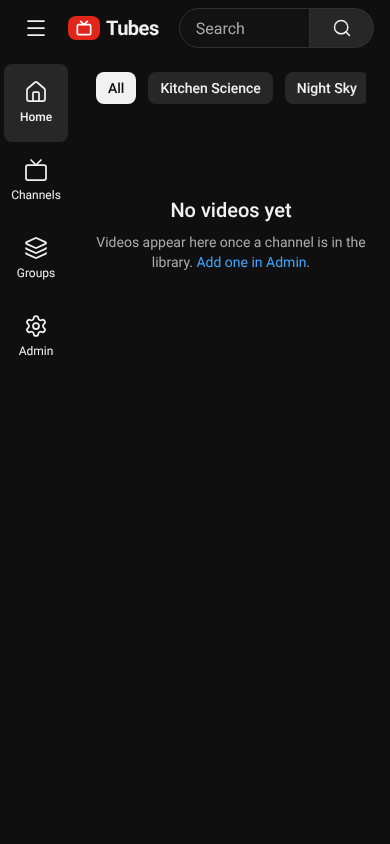 Tubes
Search
Home
All
Kitchen Science
Night Sky
Channels
No videos yet
Videos appear here once a channel is in the
library. Add one in Admin.
Groups
Admin